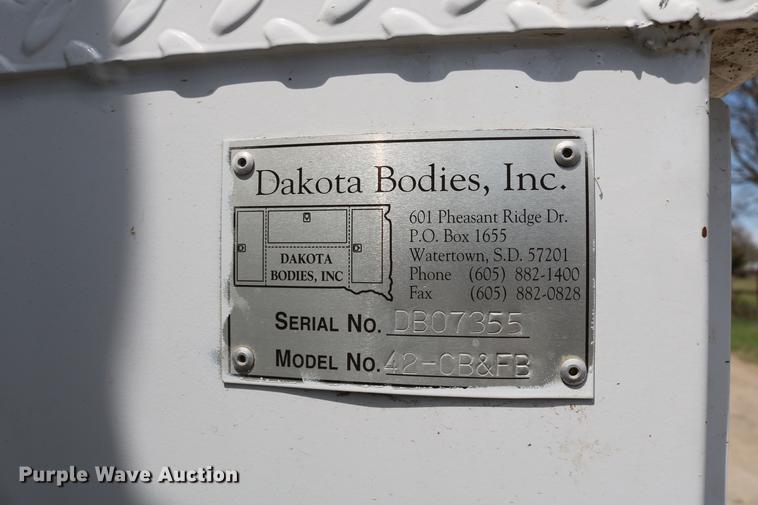 Dakota Bodies, Inc.
601 Pheasant Ridge Dr.
P.O. Box 1655
Watertown, S.D. 57201
Phone (605) 882-1400
Fax (605) 882-0828
DAKOTA
BODIES, INC
SERIAL NO. DB07355
MODEL NO. 42-CB&FB
Purple Wave Auction